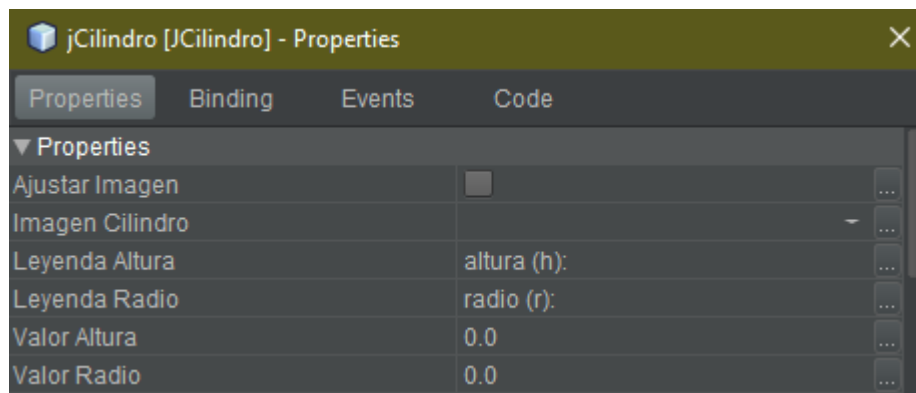 jCilindro [JCilindro] - Properties
Properties Binding Events Code
Properties
Ajustar Imagen ...
Imagen Cilindro ...
Leyenda Altura altura (h): ...
Leyenda Radio radio (r): ...
Valor Altura 0.0 ...
Valor Radio 0.0 ...